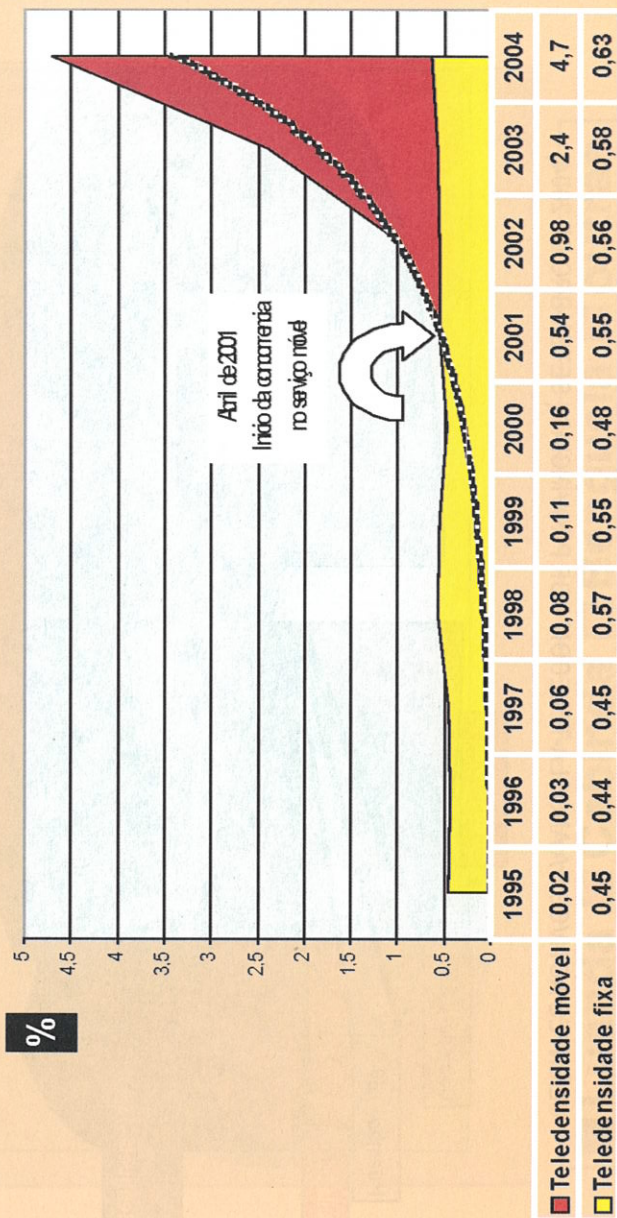 %
5
4,5
4
3,5
3
2,5
2
1,5
1
0,5
0
Abril de 2001
Início da concorrencia
no serviço móvel
1995 1996 1997 1998 1999 2000 2001 2002 2003 2004
Teledensidade móvel 0,02 0,03 0,06 0,08 0,11 0,16 0,54 0,98 2,4 4,7
Teledensidade fixa 0,45 0,44 0,45 0,57 0,55 0,48 0,55 0,56 0,58 0,63